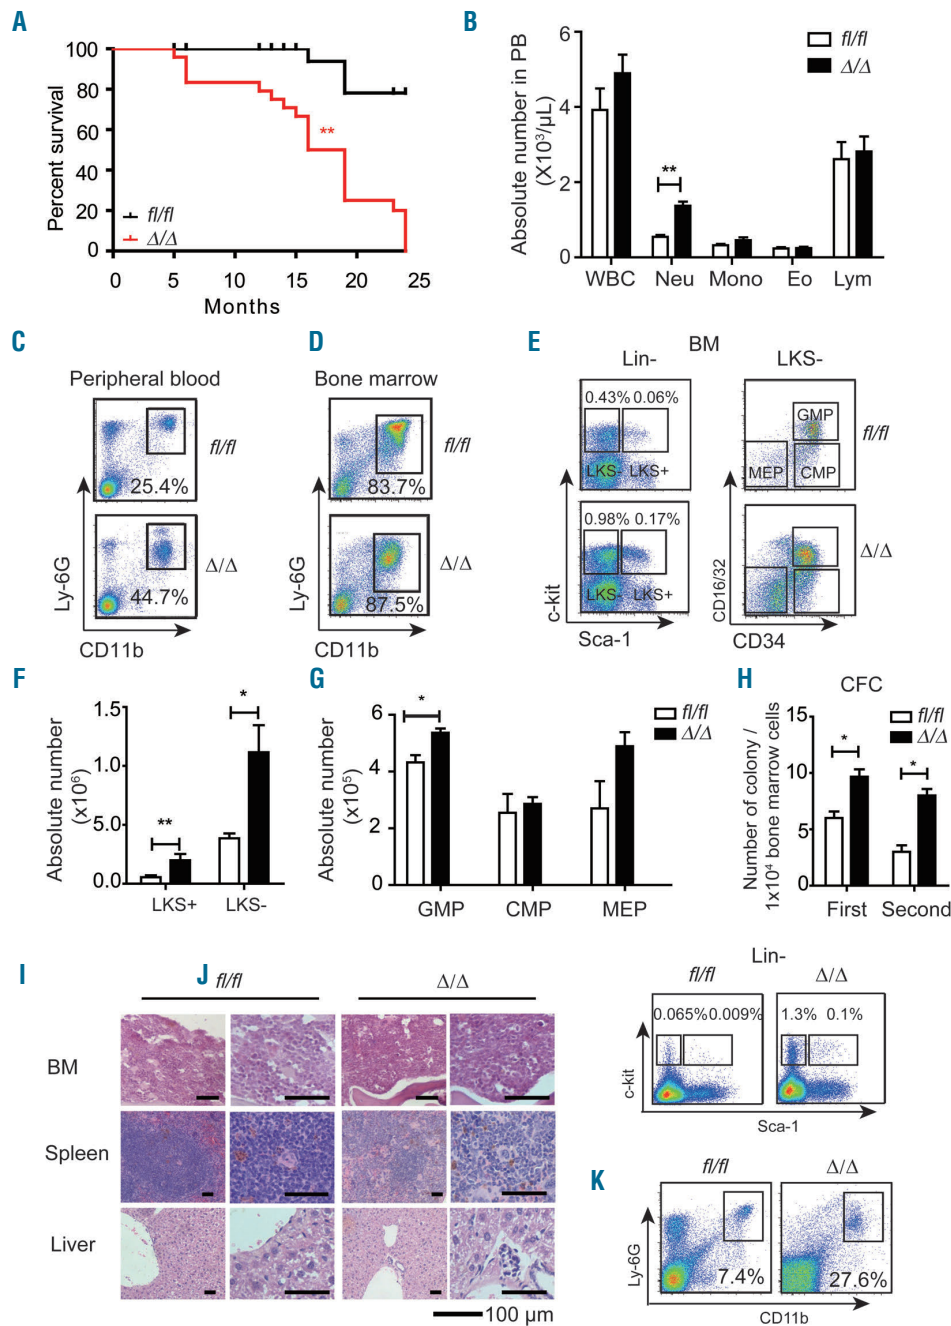 A
Percent survival
100
80
60
40
20
0
**
fl/fl
Δ/Δ
0 5 10 15 20 25
Months
B
Absolute number in PB
(X10³/μL)
6
4
2
0
fl/fl
Δ/Δ
**
WBC Neu Mono Eo Lym
C
Peripheral blood
fl/fl
25.4%
Δ/Δ
44.7%
Ly-6G
CD11b
D
Bone marrow
fl/fl
83.7%
Δ/Δ
87.5%
Ly-6G
CD11b
E
BM
Lin- LKS-
0.43% 0.06%
LKS- LKS+
GMP
MEP CMP
fl/fl
0.98% 0.17%
LKS- LKS+
Δ/Δ
c-kit
Sca-1
CD16/32
CD34
F
Absolute number
(x10⁶)
1.5
1.0
5.0
0.0
**
*
LKS+ LKS-
G
Absolute number
(x10⁵)
6
4
2
0
*
fl/fl
Δ/Δ
GMP CMP MEP
H
CFC
Number of colony /
1x10⁴ bone marrow cells
15
10
5
0
fl/fl
Δ/Δ
*
*
First Second
I
fl/fl Δ/Δ
BM
Spleen
Liver
100 μm
J
Lin-
fl/fl Δ/Δ
0.065% 0.009%
1.3% 0.1%
c-kit
Sca-1
K
fl/fl Δ/Δ
7.4%
27.6%
Ly-6G
CD11b